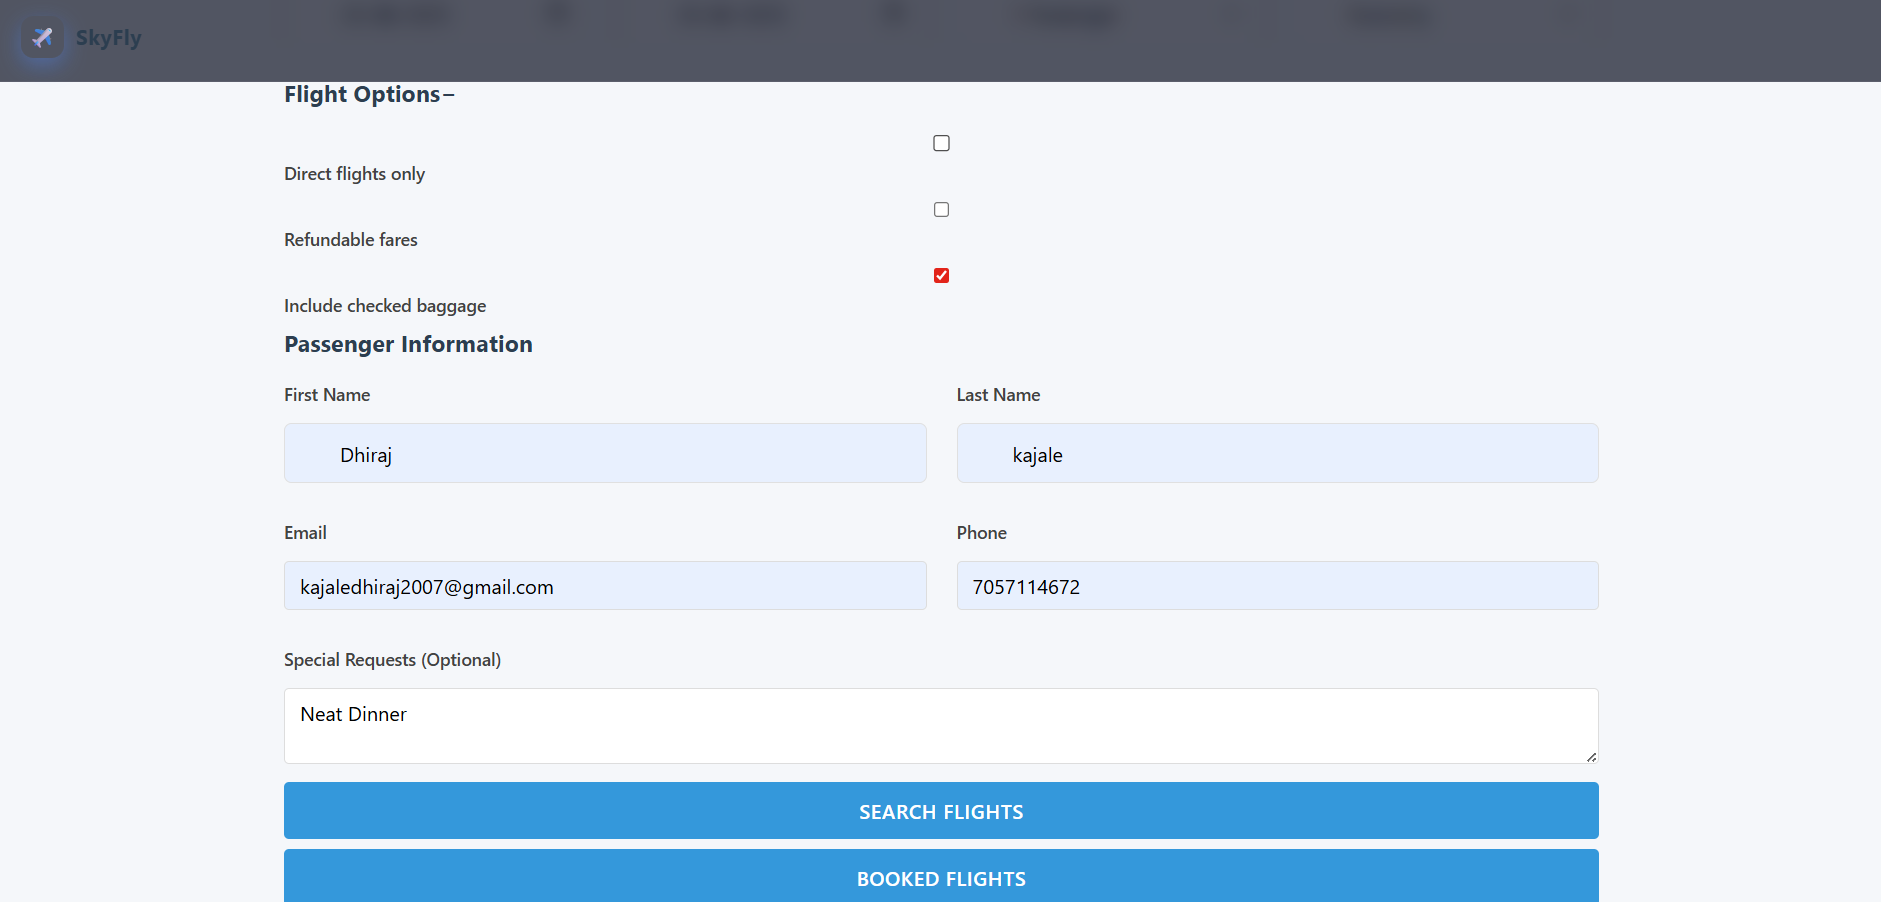 SkyFly
Flight Options−
Direct flights only
Refundable fares
Include checked baggage
Passenger Information
First Name
Last Name
Dhiraj
kajale
Email
Phone
kajaledhiraj2007@gmail.com
7057114672
Special Requests (Optional)
Neat Dinner
SEARCH FLIGHTS
BOOKED FLIGHTS